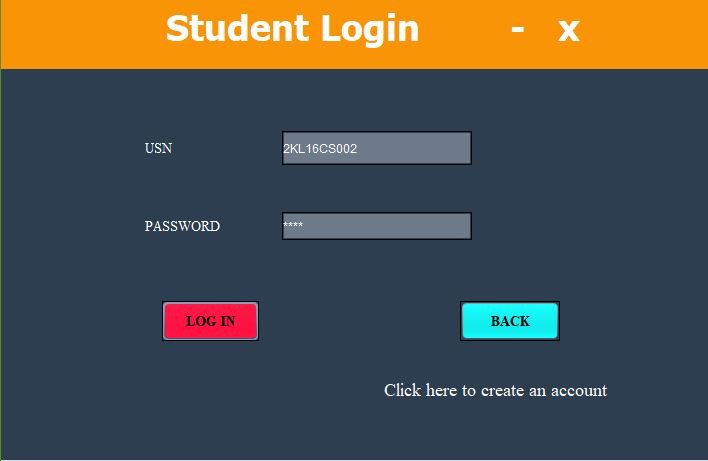 Student Login - x
USN 2KL16CS002
PASSWORD ****
LOG IN BACK
Click here to create an account